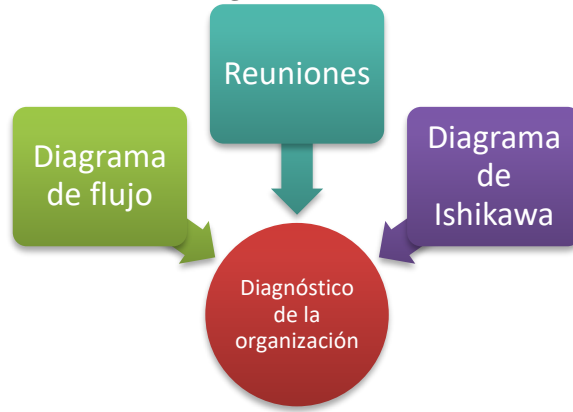 Reuniones
Diagrama
de flujo
Diagrama
de
Ishikawa
Diagnóstico
de la
organización